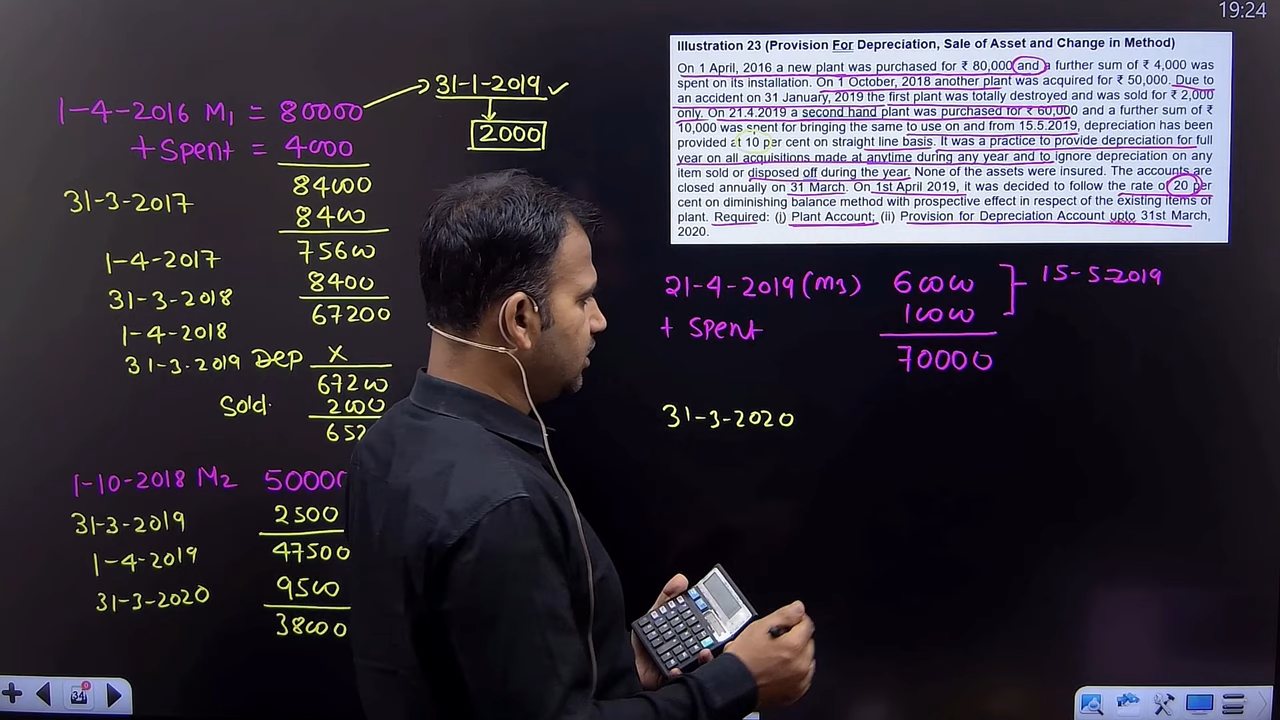 19:24
Illustration 23 (Provision For Depreciation, Sale of Asset and Change in Method)
On 1 April, 2016 a new plant was purchased for ₹ 80,000 and a further sum of ₹ 4,000 was
spent on its installation. On 1 October, 2018 another plant was acquired for ₹ 50,000. Due to
an accident on 31 January, 2019 the first plant was totally destroyed and was sold for ₹ 2,000
only. On 21.4.2019 a second hand plant was purchased for ₹ 60,000 and a further sum of ₹
10,000 was spent for bringing the same to use on and from 15.5.2019, depreciation has been
provided at 10 per cent on straight line basis. It was a practice to provide depreciation for full
year on all acquisitions made at anytime during any year and to ignore depreciation on any
item sold or disposed off during the year. None of the assets were insured. The accounts are
closed annually on 31 March. On 1st April 2019, it was decided to follow the rate of 20 per
cent on diminishing balance method with prospective effect in respect of the existing items of
plant. Required: (i) Plant Account; (ii) Provision for Depreciation Account upto 31st March,
2020.
31-1-2019 ✓
2000
1-4-2016 M1 = 80000
+ Spent = 4000
84000
31-3-2017 8400
1-4-2017 75600
31-3-2018 8400
1-4-2018 67200
31-3-2019 Dep X
67200
Sold 2000
652
1-10-2018 M2 50000
31-3-2019 2500
1-4-2019 47500
31-3-2020 9500
38000
21-4-2019 (M3) 60000 15-5-2019
+ Spent 10000
70000
31-3-2020
34